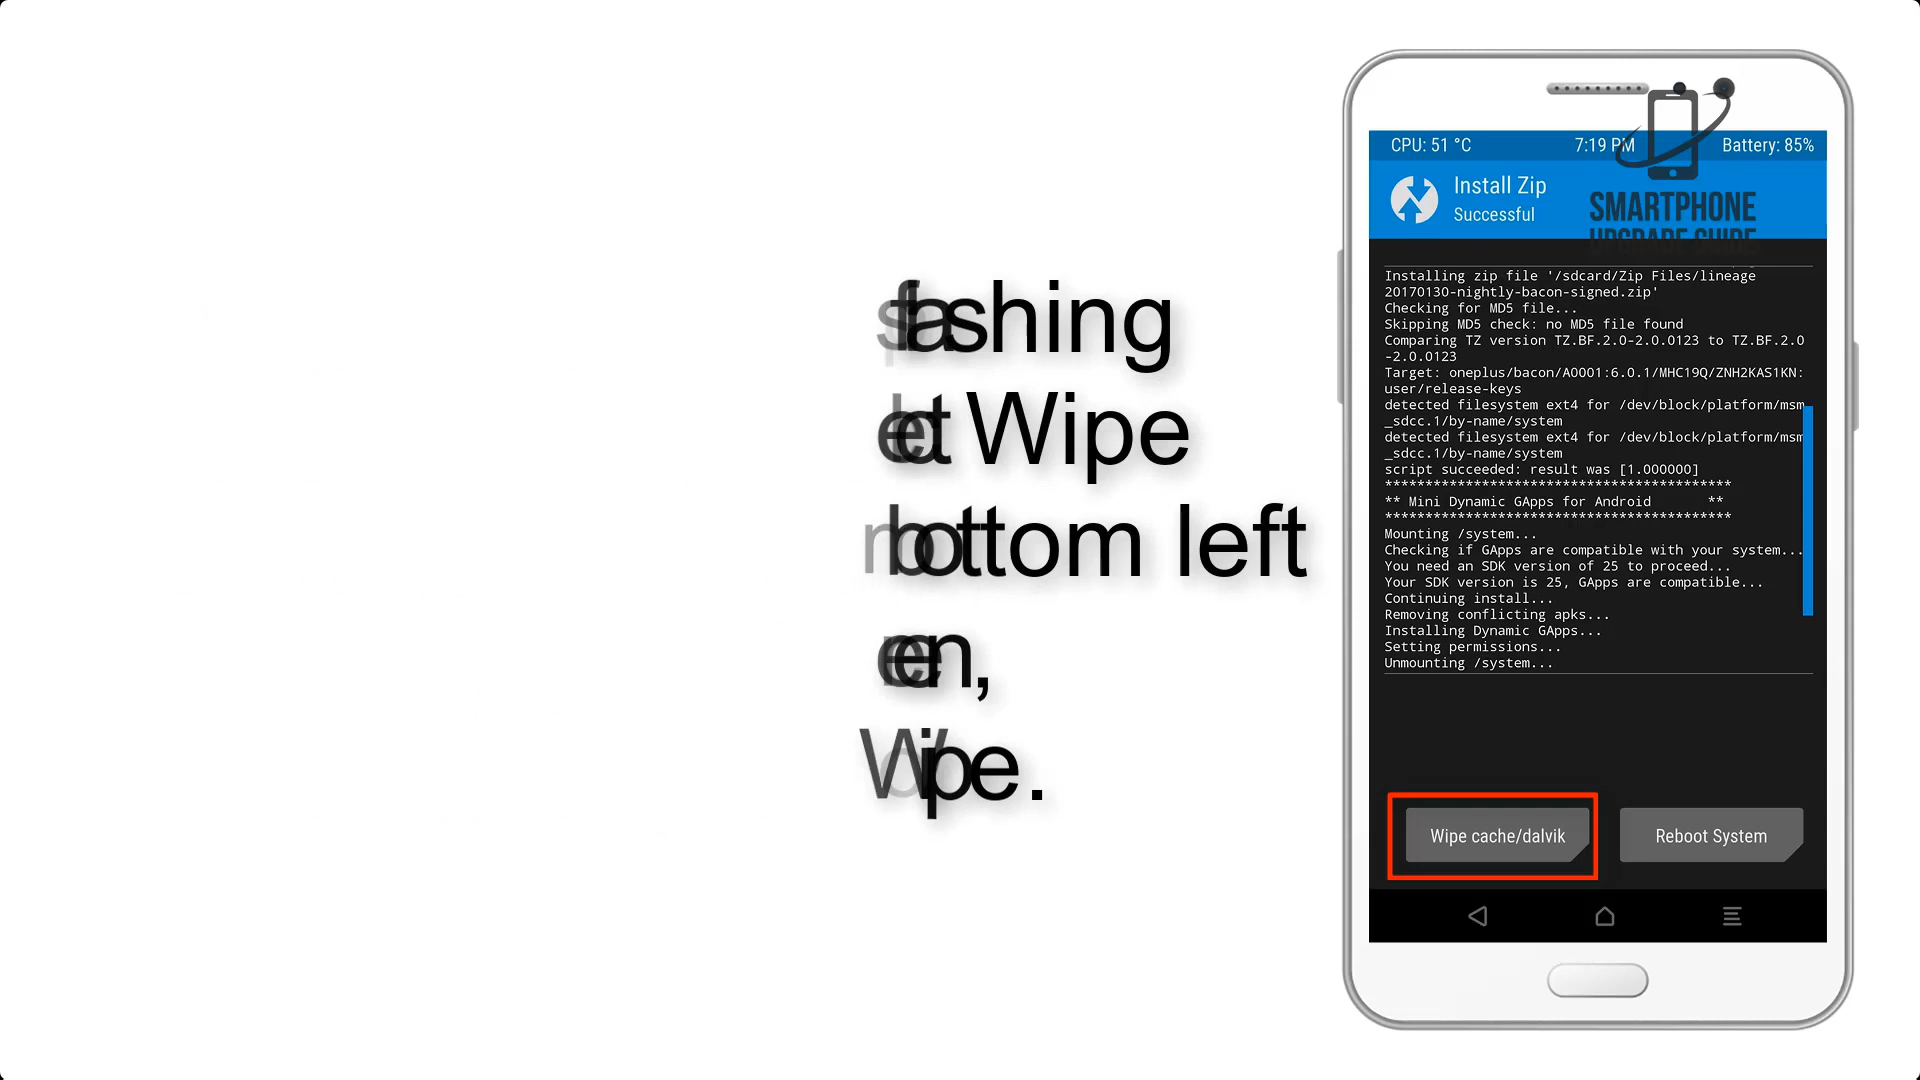 ashing
Wipe
bottom left
en,
Wipe.
CPU: 51 °C 7:19 PM Battery: 85%
Install Zip
Successful
SMARTPHONE
UPGRADE GUIDE
Installing zip file '/sdcard/Zip Files/lineage
20170130-nightly-bacon-signed.zip'
Checking for MD5 file...
Skipping MD5 check: no MD5 file found
Comparing TZ version TZ.BF.2.0-2.0.0123 to TZ.BF.2.0
-2.0.0123
Target: oneplus/bacon/A0001:6.0.1/MHC19Q/ZNH2KAS1KN:
user/release-keys
detected filesystem ext4 for /dev/block/platform/msm
_sdcc.1/by-name/system
detected filesystem ext4 for /dev/block/platform/msm
_sdcc.1/by-name/system
script succeeded: result was [1.000000]
*******************************************
** Mini Dynamic GApps for Android **
*******************************************
Mounting /system...
Checking if GApps are compatible with your system...
You need an SDK version of 25 to proceed...
Your SDK version is 25, GApps are compatible...
Continuing install...
Removing conflicting apks...
Installing Dynamic GApps...
Setting permissions...
Unmounting /system...
Wipe cache/dalvik
Reboot System